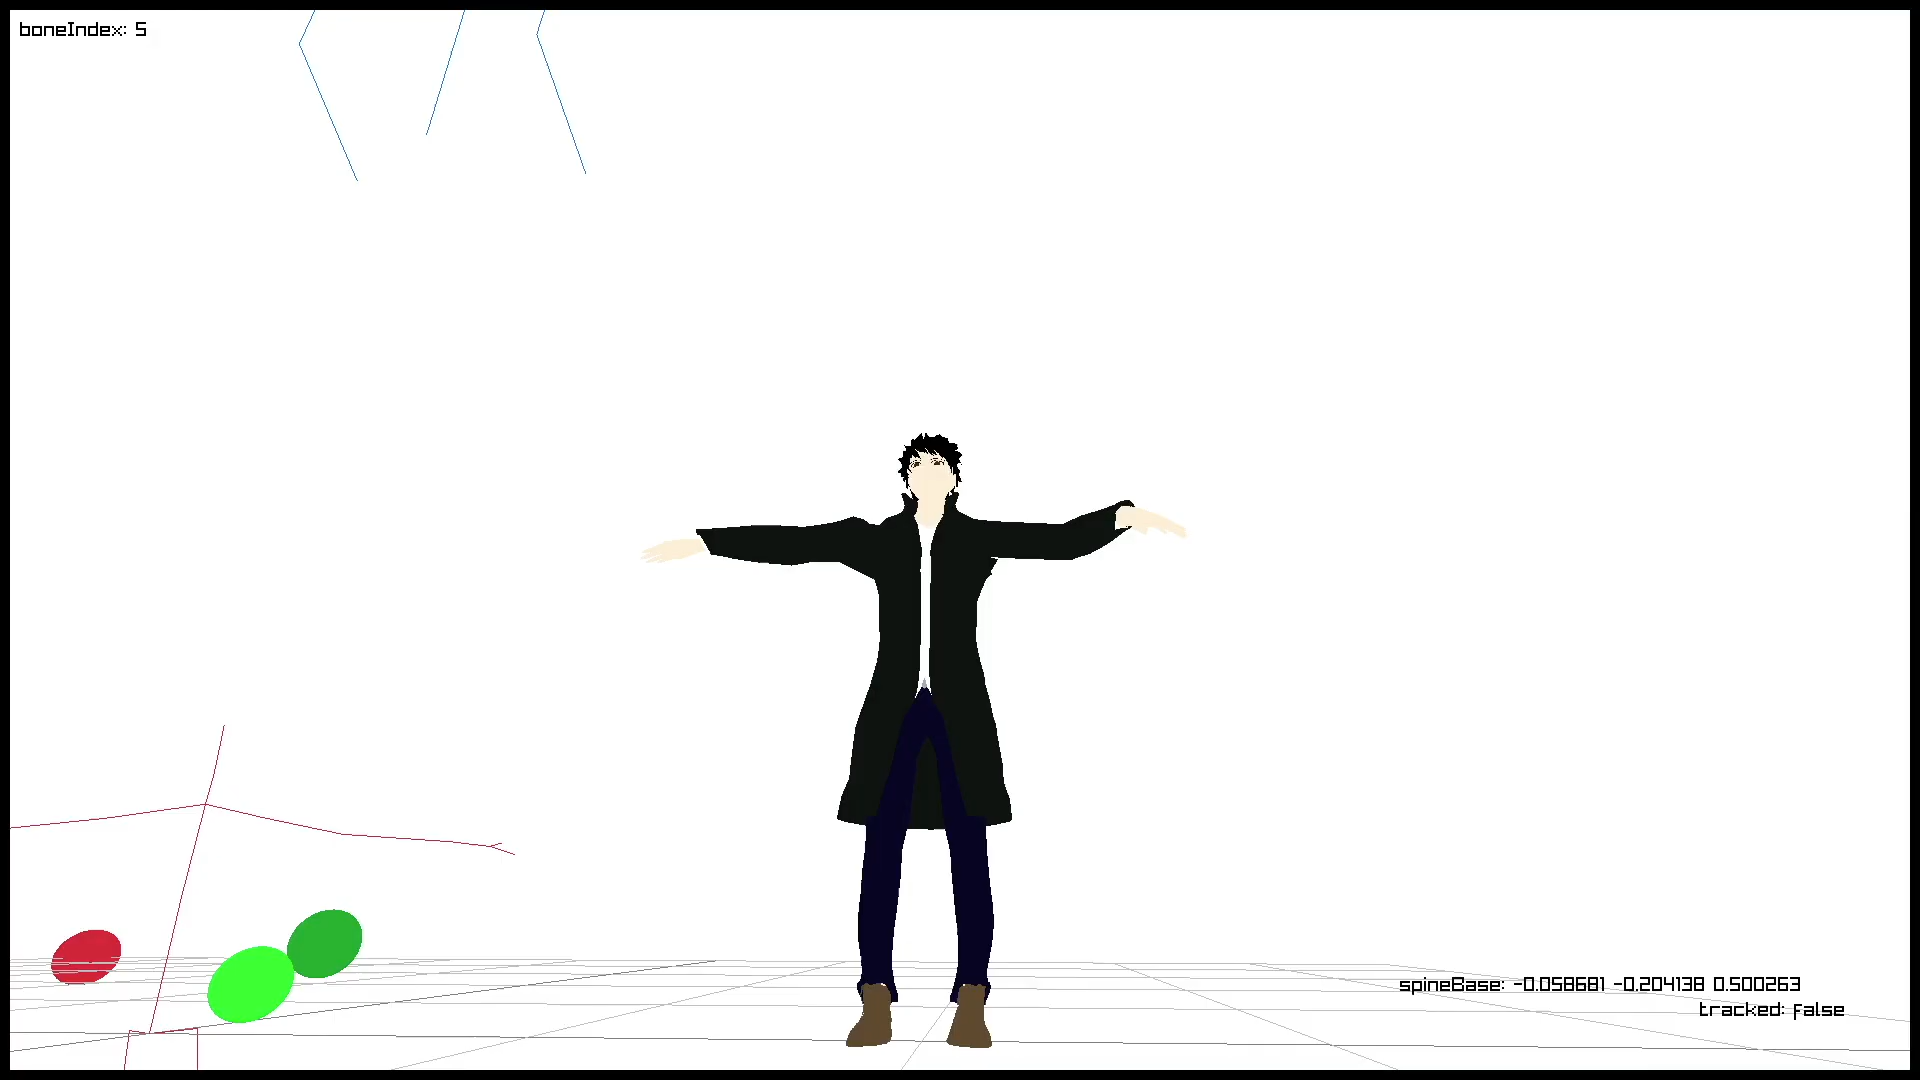 boneIndex: 5
spineBase: -0.058681 -0.204138 0.500263
tracked: false